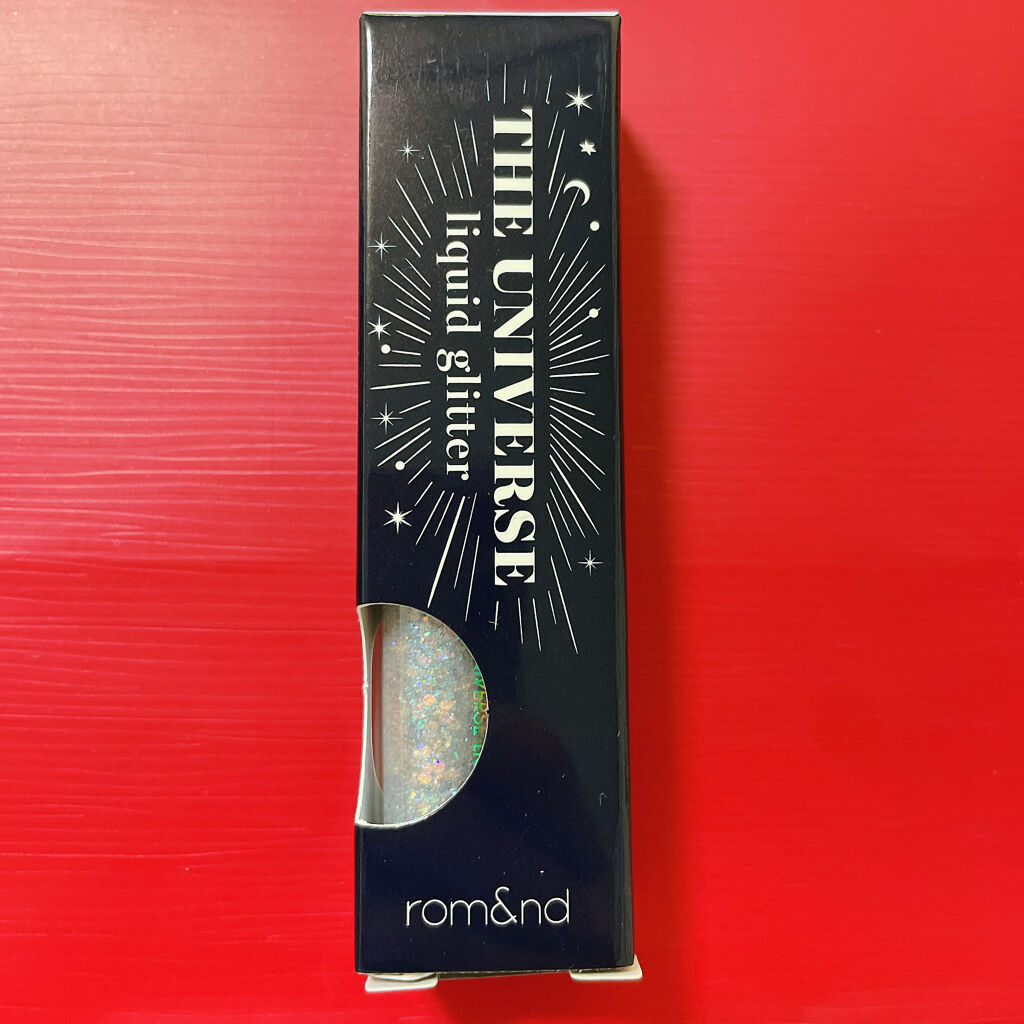 THE UNIVERSE
liquid glitter
rom&nd